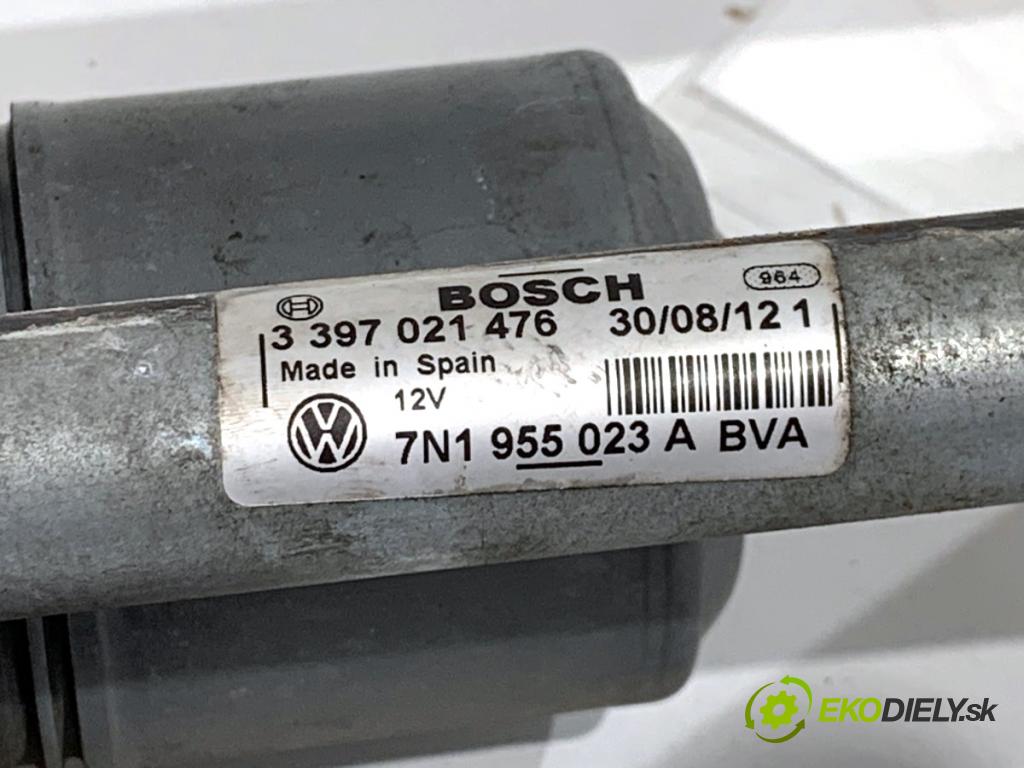 BOSCH 964
3 397 021 476 30/08/12 1
Made in Spain
12V
VW 7N1 955 023 A BVA
EKODIELY.sk